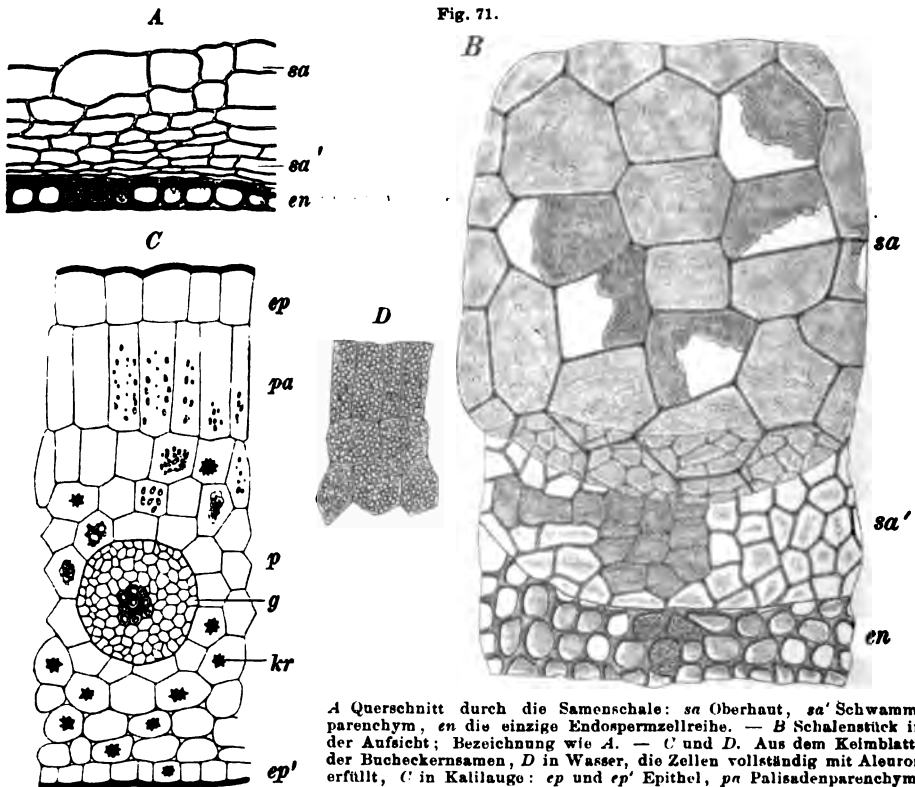 Fig. 71.
A
B
sa
sa'
en
C
ep
pa
p
g
kr
ep'
D
sa
sa'
en
A Querschnitt durch die Samenschale: sa Oberhaut, sa' Schwamm
parenchym, en die einzige Endospermzellreihe. — B Schalenstück i
der Aufsicht; Bezeichnung wie A. — C und D. Aus dem Keimblatt
der Bucheckernsamen, D in Wasser, die Zellen vollständig mit Aleuro
erfüllt, C in Kalilauge: ep und ep' Epithel, pa Palisadenparenchym